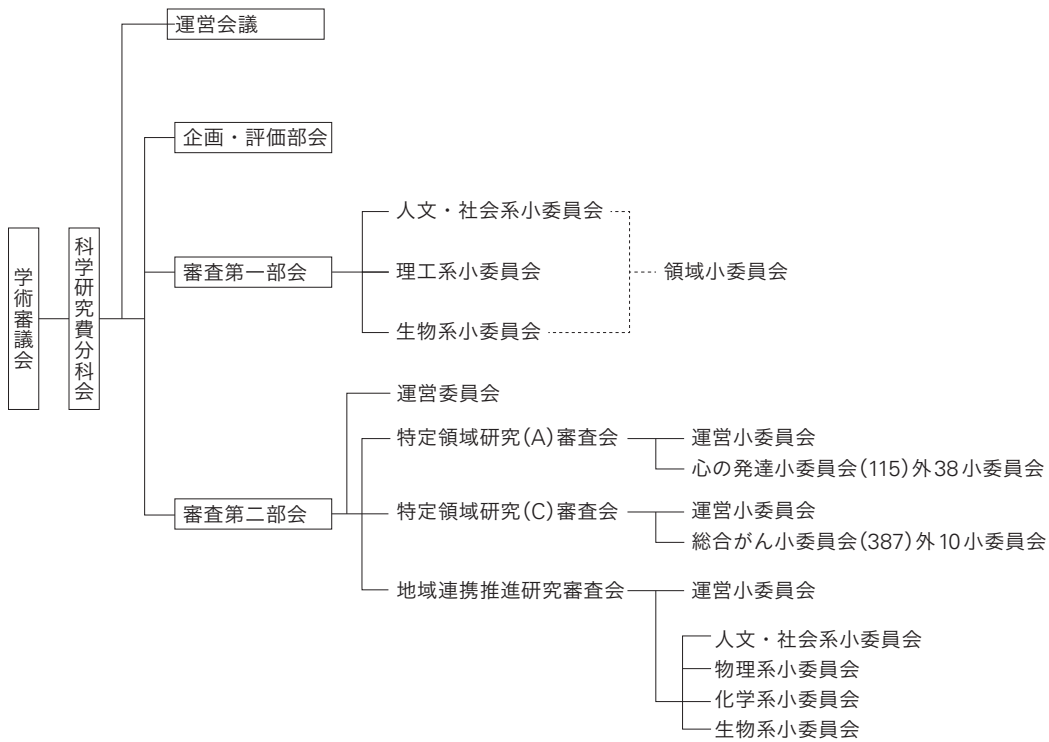 運営会議
企画・評価部会
学術審議会
科学研究費分科会
審査第一部会
人文・社会系小委員会
理工系小委員会
領域小委員会
生物系小委員会
審査第二部会
運営委員会
特定領域研究(A)審査会
運営小委員会
心の発達小委員会(115)外38小委員会
特定領域研究(C)審査会
運営小委員会
総合がん小委員会(387)外10小委員会
地域連携推進研究審査会
運営小委員会
人文・社会系小委員会
物理系小委員会
化学系小委員会
生物系小委員会